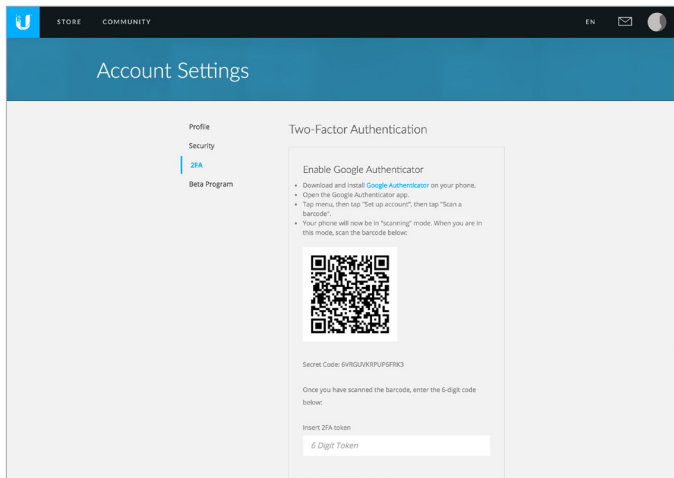 STORE COMMUNITY EN
Account Settings
Profile
Security
2FA
Beta Program
Two-Factor Authentication
Enable Google Authenticator
• Download and install Google Authenticator on your phone.
• Open the Google Authenticator app.
• Tap menu, then tap "Set up account", then tap "Scan a
barcode".
• Your phone will now be in "scanning" mode. When you are in
this mode, scan the barcode below:
Secret Code: 6VRGUVKRPUP6FRK3
Once you have scanned the barcode, enter the 6-digit code
below:
Insert 2FA token
6 Digit Token